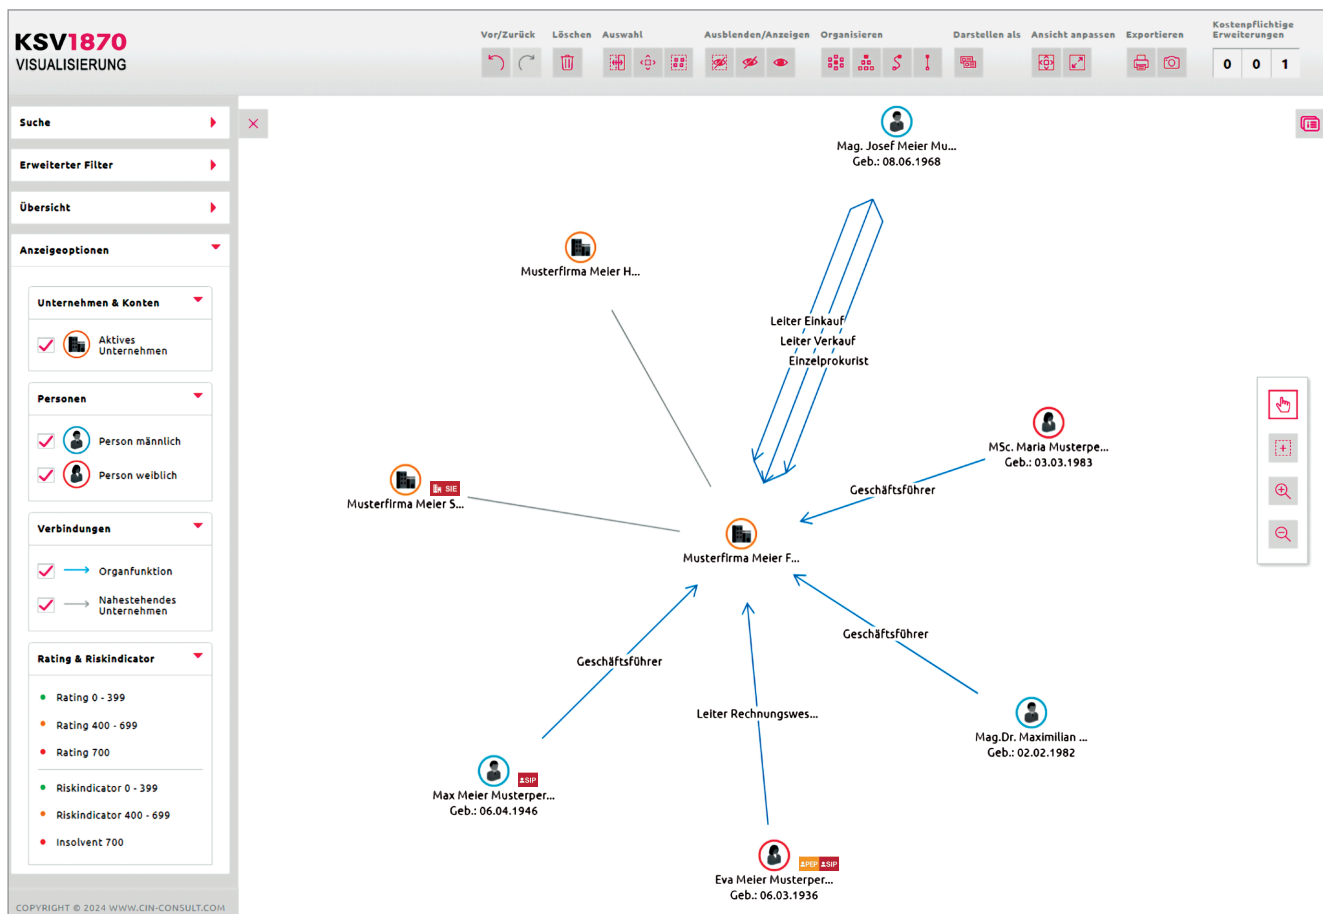 KSV1870
VISUALISIERUNG
Vor/Zurück
Löschen
Auswahl
Ausblenden/Anzeigen
Organisieren
Darstellen als
Ansicht anpassen
Exportieren
Kostenpflichtige
Erweiterungen
0 0 1
Suche
Erweiterter Filter
Übersicht
Anzeigeoptionen
Unternehmen & Konten
Aktives
Unternehmen
Personen
Person männlich
Person weiblich
Verbindungen
Organfunktion
Nahestehendes
Unternehmen
Rating & Riskindicator
Rating 0 - 399
Rating 400 - 699
Rating 700
Riskindicator 0 - 399
Riskindicator 400 - 699
Insolvent 700
COPYRIGHT © 2024 WWW.CIN-CONSULT.COM
Mag. Josef Meier Mu...
Geb.: 08.06.1968
Musterfirma Meier H...
Leiter Einkauf
Leiter Verkauf
Einzelprokurist
MSc. Maria Musterpe...
Geb.: 03.03.1983
Geschäftsführer
SIE
Musterfirma Meier S...
Musterfirma Meier F...
Geschäftsführer
Geschäftsführer
Leiter Rechnungswes...
Mag.Dr. Maximilian ...
Geb.: 02.02.1982
SIP
Max Meier Musterper...
Geb.: 06.04.1946
PEP SIP
Eva Meier Musterper...
Geb.: 06.03.1936